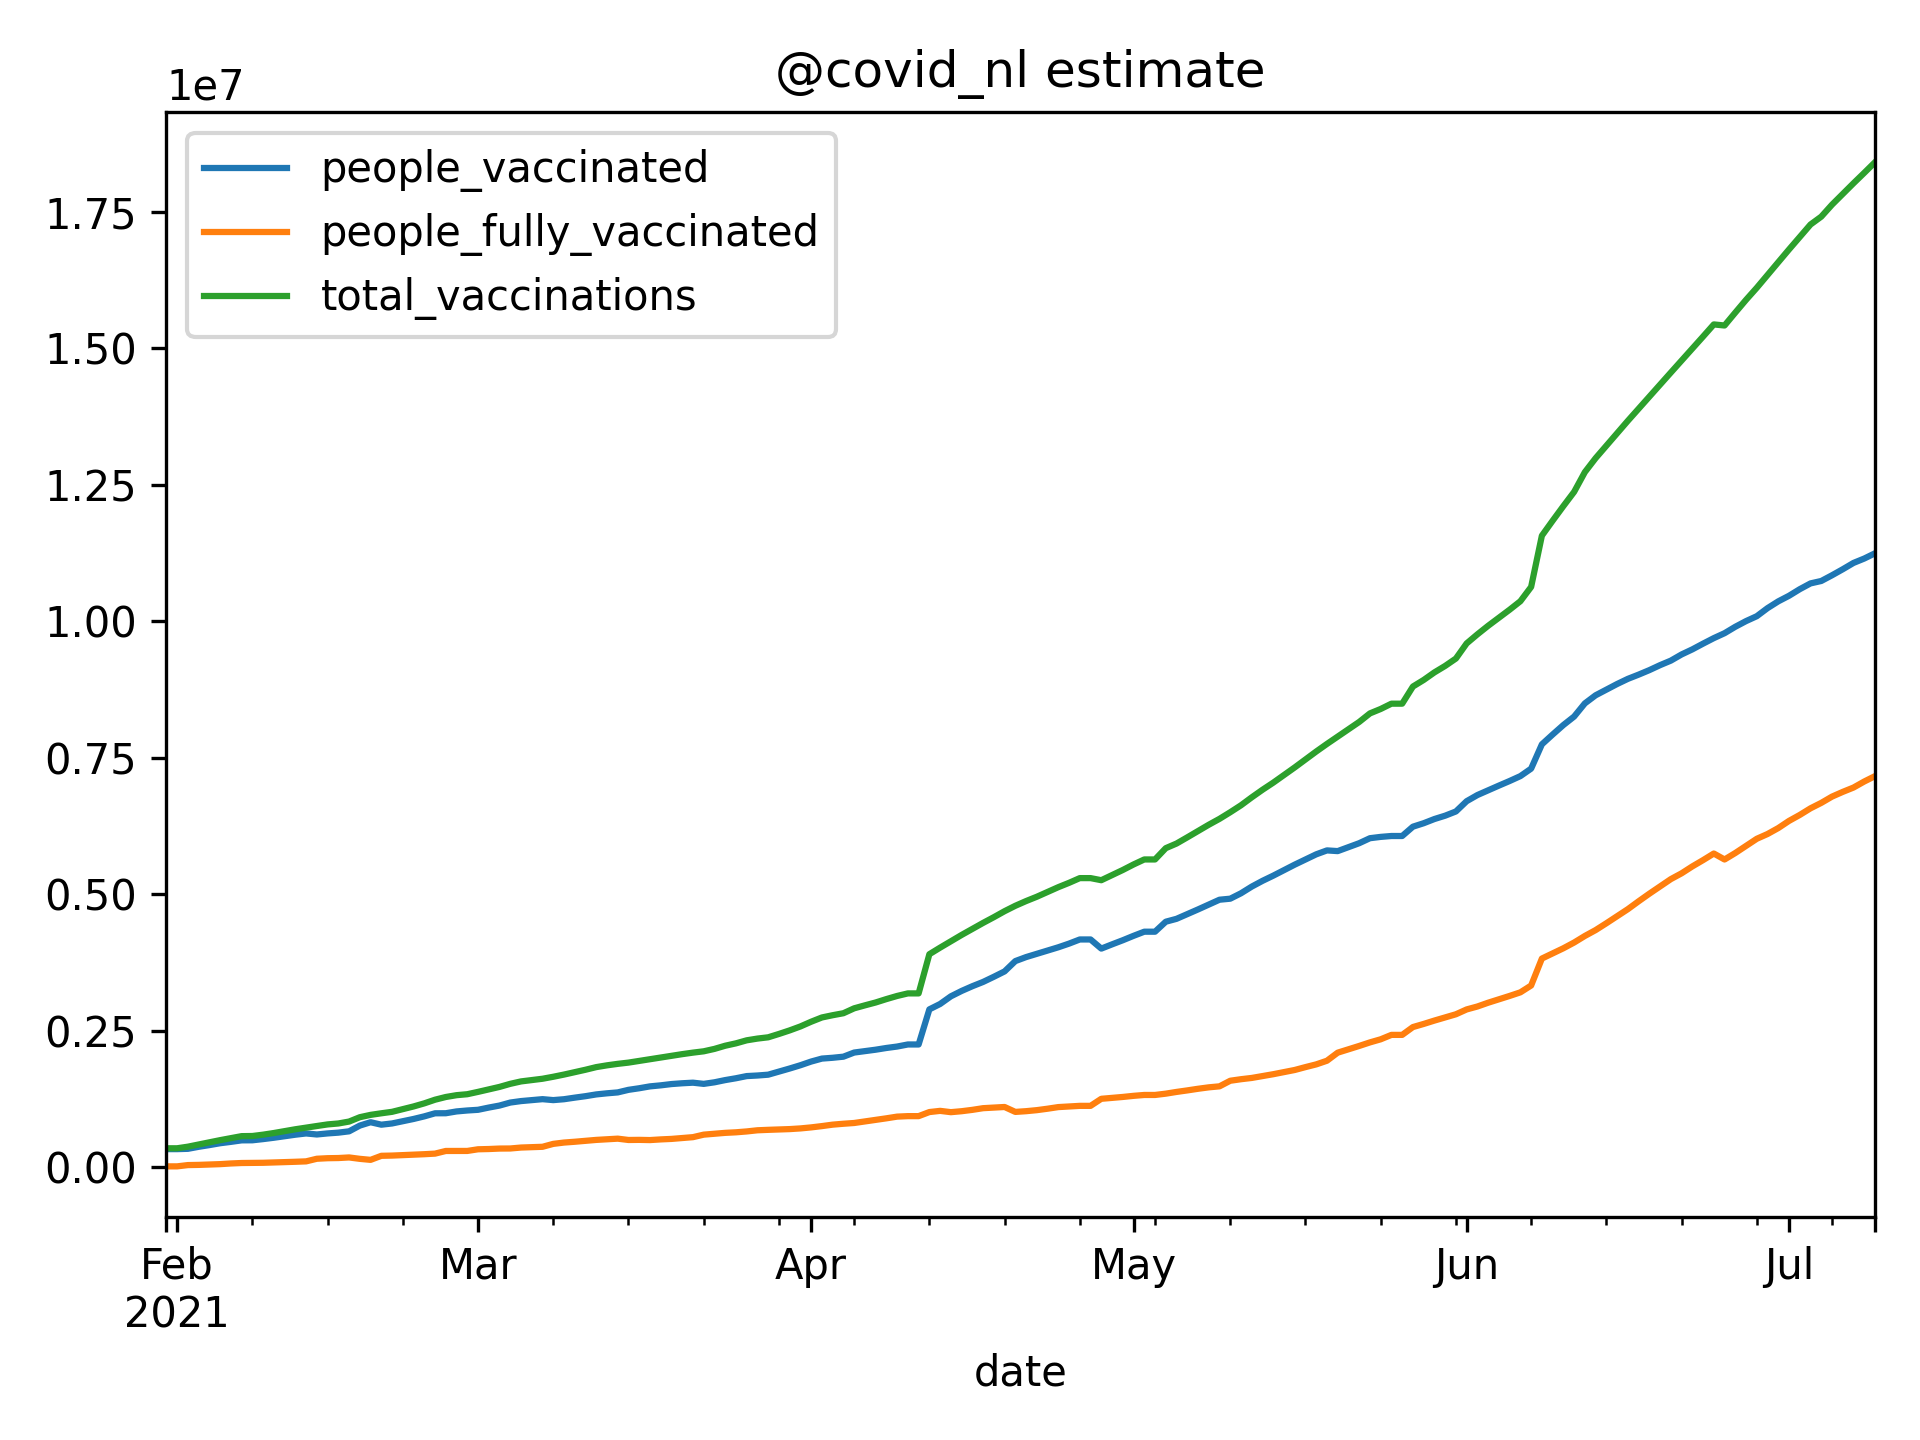 @covid_nl estimate
1e7
people_vaccinated
people_fully_vaccinated
total_vaccinations
1.75
1.50
1.25
1.00
0.75
0.50
0.25
0.00
Feb Mar Apr May Jun Jul
2021
date